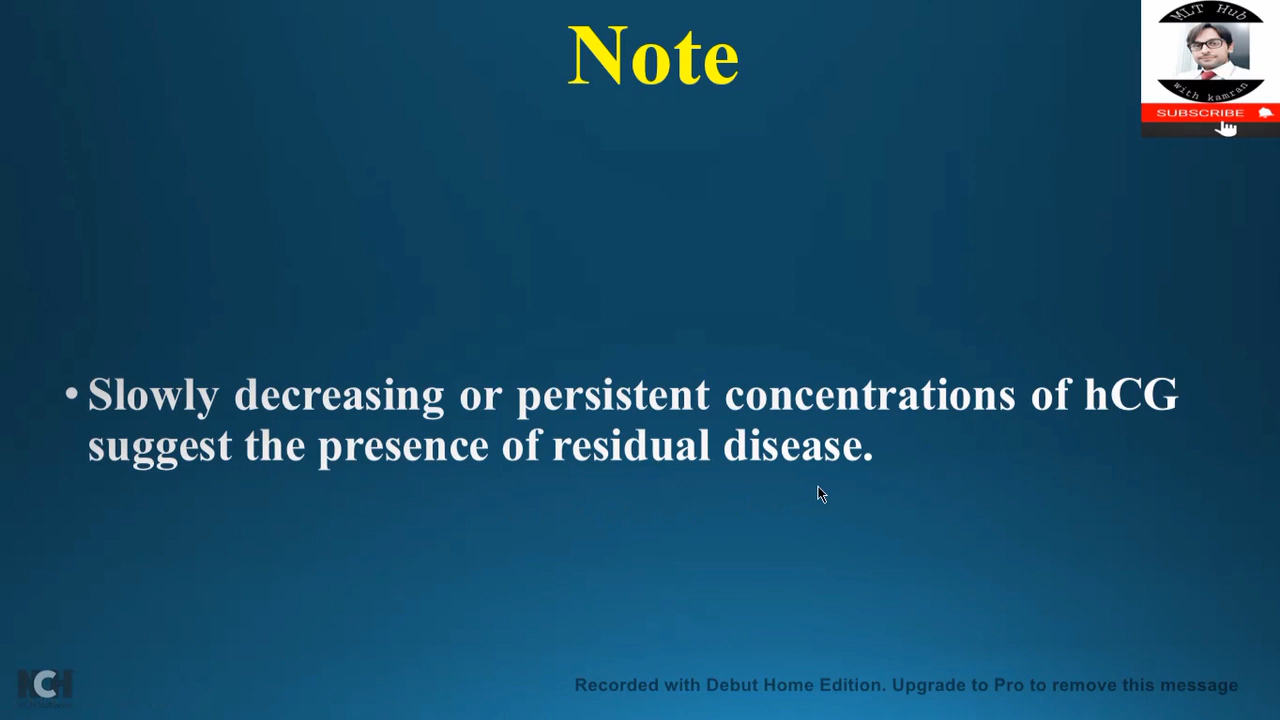 Note
MLT Hub
with kamran
SUBSCRIBE
• Slowly decreasing or persistent concentrations of hCG
suggest the presence of residual disease.
NCH
Recorded with Debut Home Edition. Upgrade to Pro to remove this message